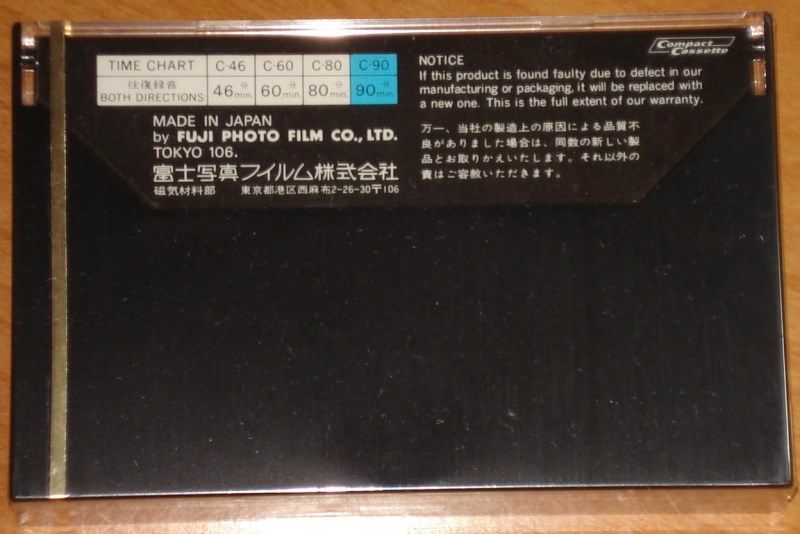 Compact
Cassette
TIME CHART C-46 C-60 C-80 C-90
往復録音
BOTH DIRECTIONS 46分min. 60分min. 80分min. 90分min.
MADE IN JAPAN
by FUJI PHOTO FILM CO., LTD.
TOKYO 106.
富士写真フイルム株式会社
磁気材料部 東京都港区西麻布2-26-30〒106
NOTICE
If this product is found faulty due to defect in our
manufacturing or packaging, it will be replaced with
a new one. This is the full extent of our warranty.
万一、当社の製造上の原因による品質不
良がありました場合は、同数の新しい製
品とお取りかえいたします。それ以外の
責はご容赦いただきます。